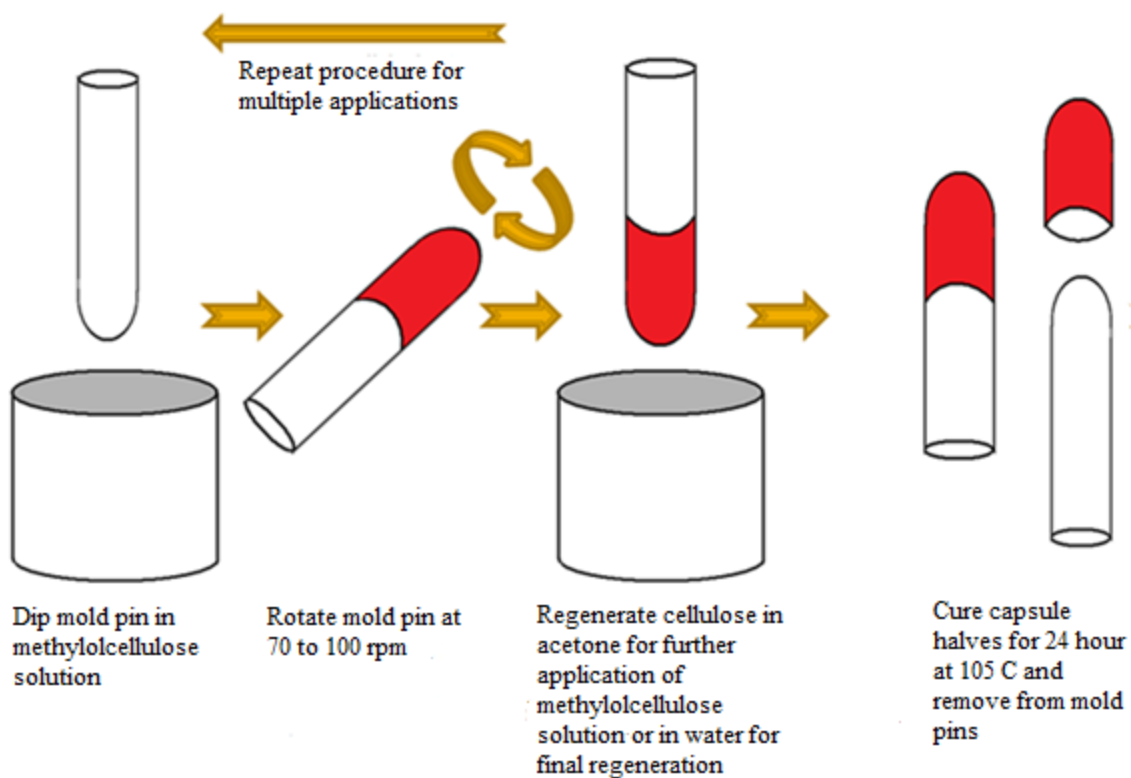 Repeat procedure for
multiple applications
Dip mold pin in
methylolcellulose
solution
Rotate mold pin at
70 to 100 rpm
Regenerate cellulose in
acetone for further
application of
methylolcellulose
solution or in water for
final regeneration
Cure capsule
halves for 24 hour
at 105 C and
remove from mold
pins